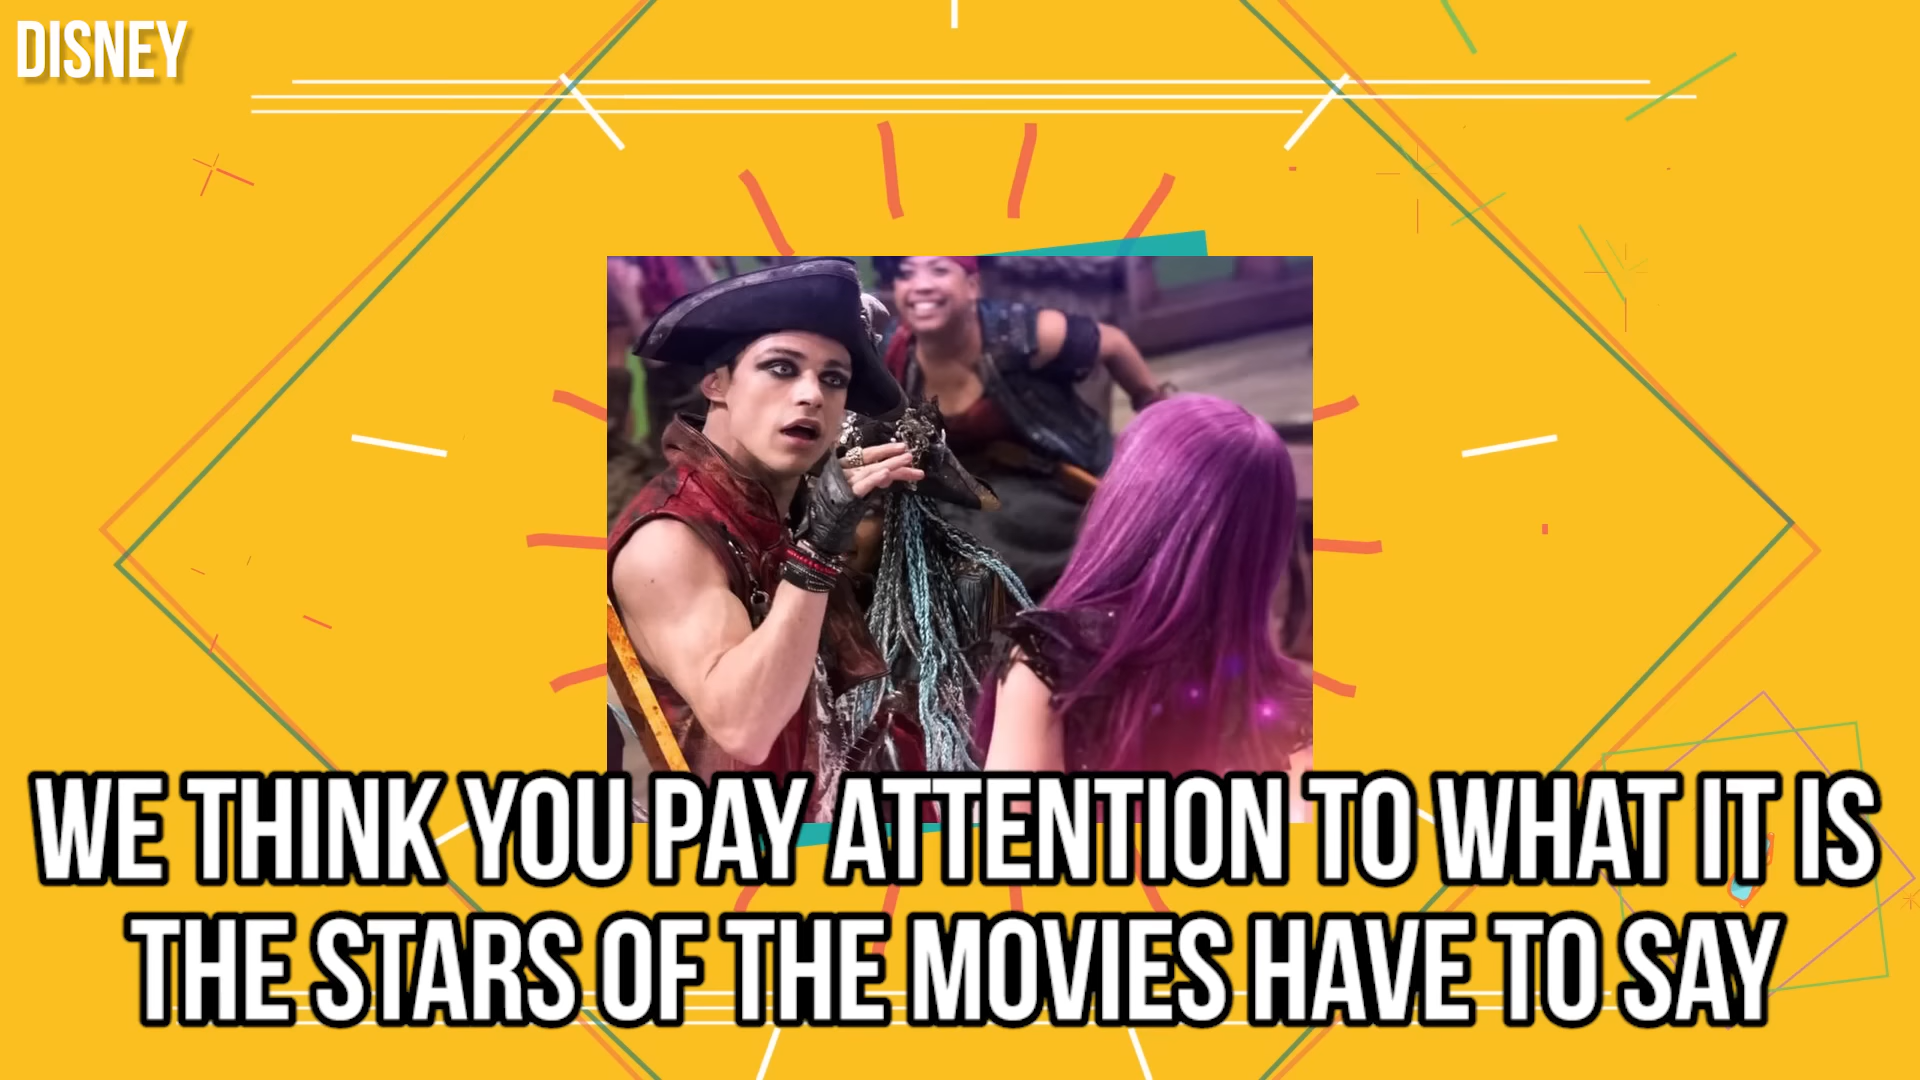 DISNEY
WE THINK YOU PAY ATTENTION TO WHAT IT IS
THE STARS OF THE MOVIES HAVE TO SAY